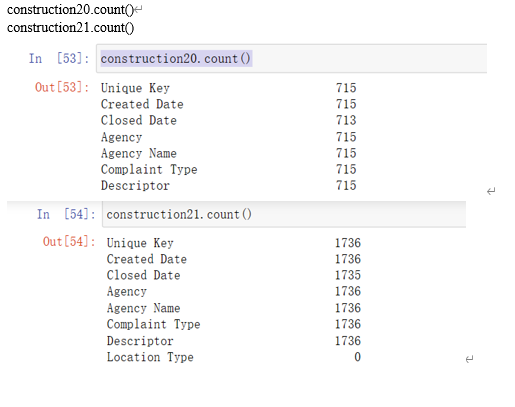 construction20.count()↵
construction21.count()
In [53]: construction20.count()
Out[53]: Unique Key 715
Created Date 715
Closed Date 713
Agency 715
Agency Name 715
Complaint Type 715
Descriptor 715
↵
In [54]: construction21.count()
Out[54]: Unique Key 1736
Created Date 1736
Closed Date 1735
Agency 1736
Agency Name 1736
Complaint Type 1736
Descriptor 1736
Location Type 0
↵